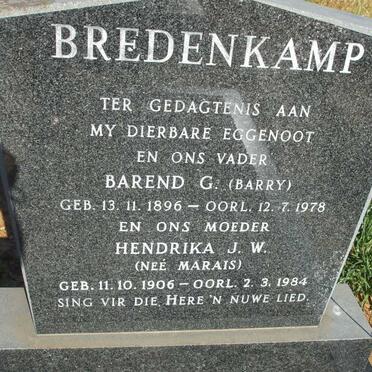 BREDENKAMP
TER GEDAGTENIS AAN
MY DIERBARE EGGENOOT
EN ONS VADER
BAREND G. (BARRY)
GEB. 13. 11. 1896 – OORL. 12. 7. 1978
EN ONS MOEDER
HENDRIKA J. W.
(NEÉ MARAIS)
GEB. 11. 10. 1906 – OORL. 2. 3. 1984
SING VIR DIE HERE 'N NUWE LIED.